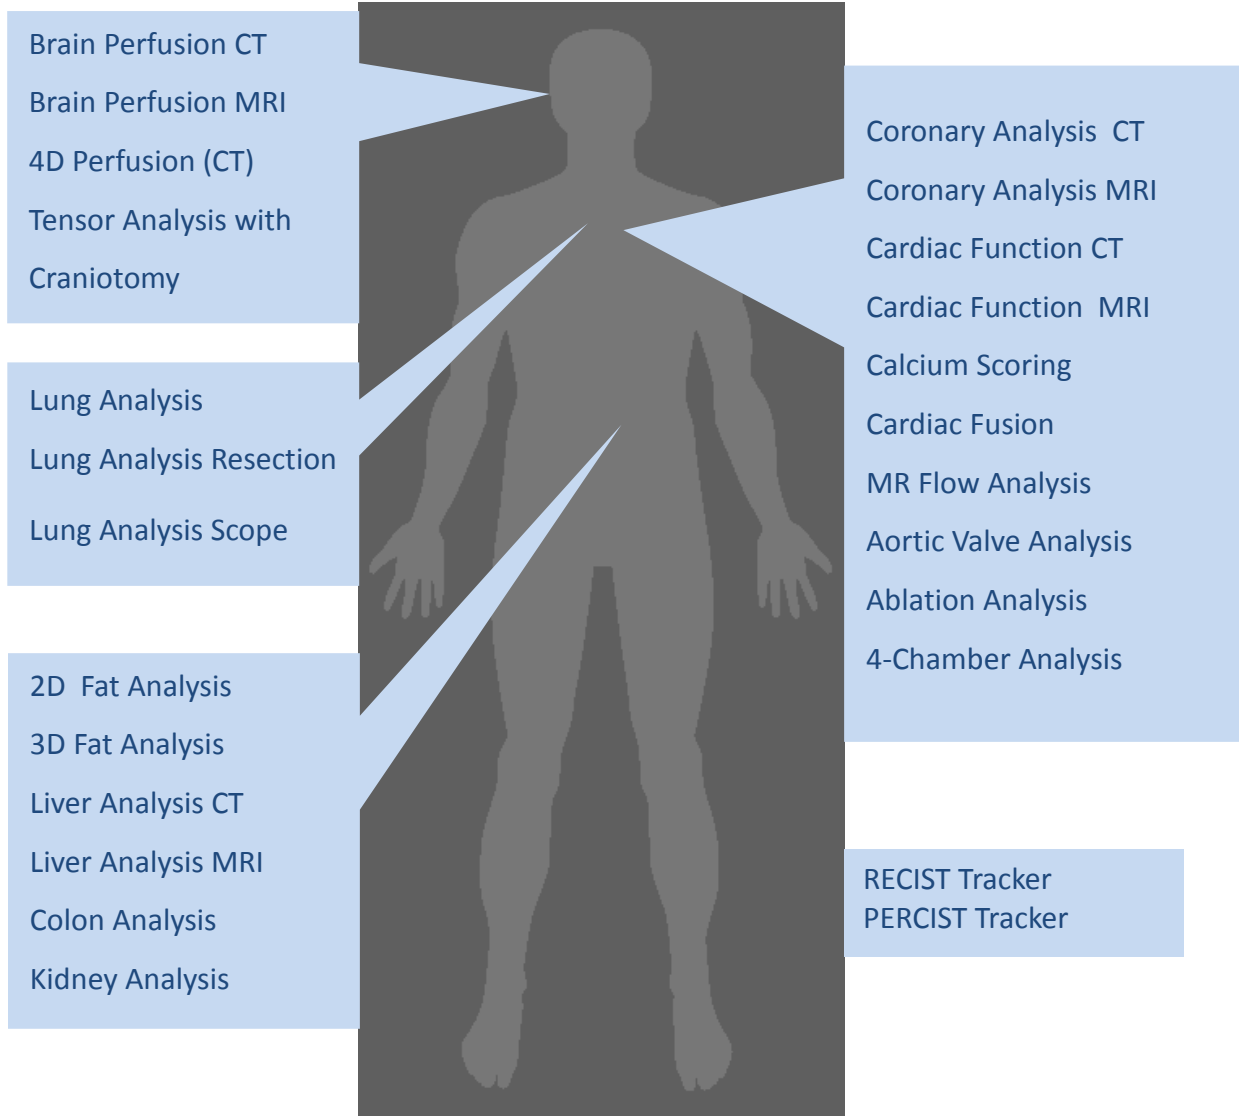 Brain Perfusion CT
Brain Perfusion MRI
4D Perfusion (CT)
Tensor Analysis with
Craniotomy
Lung Analysis
Lung Analysis Resection
Lung Analysis Scope
2D  Fat Analysis
3D Fat Analysis
Liver Analysis CT
Liver Analysis MRI
Colon Analysis
Kidney Analysis
Coronary Analysis  CT
Coronary Analysis MRI
Cardiac Function CT
Cardiac Function  MRI
Calcium Scoring
Cardiac Fusion
MR Flow Analysis
Aortic Valve Analysis
Ablation Analysis
4-Chamber Analysis
RECIST Tracker
PERCIST Tracker